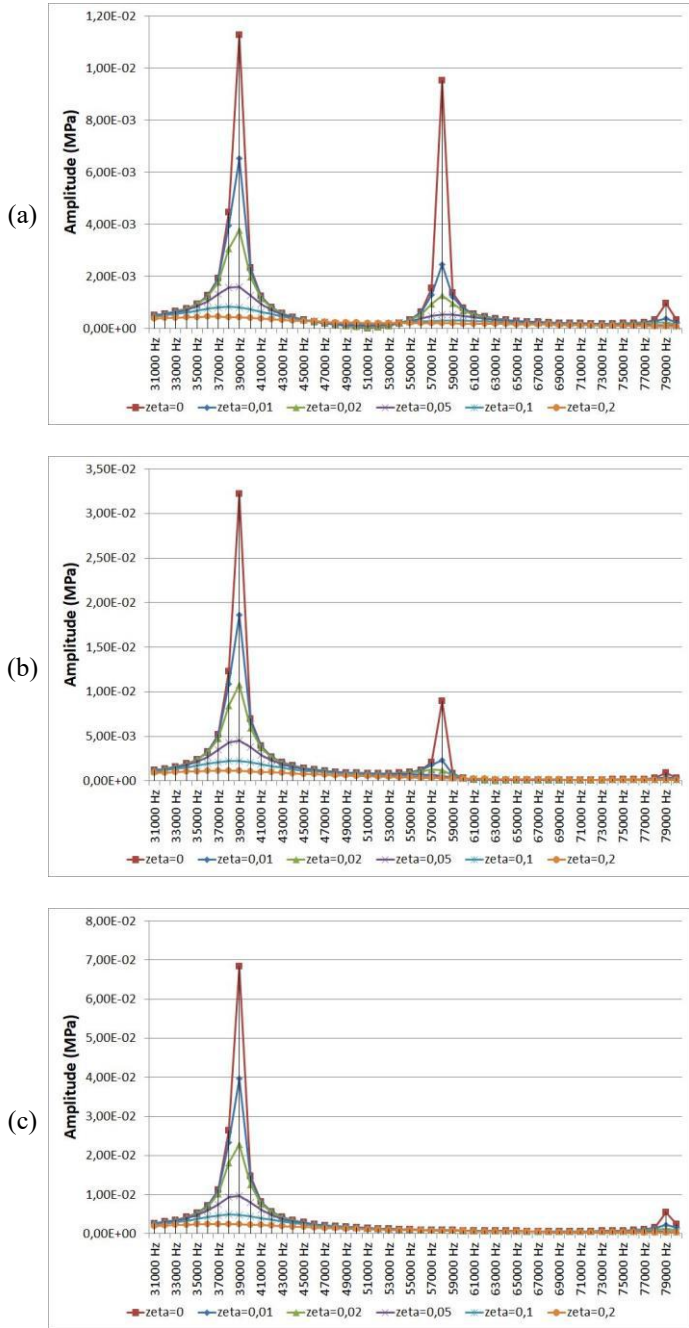 (a)
Amplitude (MPa)
1,20E-02
1,00E-02
8,00E-03
6,00E-03
4,00E-03
2,00E-03
0,00E+00
31000 Hz
33000 Hz
35000 Hz
37000 Hz
39000 Hz
41000 Hz
43000 Hz
45000 Hz
47000 Hz
49000 Hz
51000 Hz
53000 Hz
55000 Hz
57000 Hz
59000 Hz
61000 Hz
63000 Hz
65000 Hz
67000 Hz
69000 Hz
71000 Hz
73000 Hz
75000 Hz
77000 Hz
79000 Hz
zeta=0 zeta=0,01 zeta=0,02 zeta=0,05 zeta=0,1 zeta=0,2
(b)
Amplitude (MPa)
3,50E-02
3,00E-02
2,50E-02
2,00E-02
1,50E-02
1,00E-02
5,00E-03
0,00E+00
31000 Hz
33000 Hz
35000 Hz
37000 Hz
39000 Hz
41000 Hz
43000 Hz
45000 Hz
47000 Hz
49000 Hz
51000 Hz
53000 Hz
55000 Hz
57000 Hz
59000 Hz
61000 Hz
63000 Hz
65000 Hz
67000 Hz
69000 Hz
71000 Hz
73000 Hz
75000 Hz
77000 Hz
79000 Hz
zeta=0 zeta=0,01 zeta=0,02 zeta=0,05 zeta=0,1 zeta=0,2
(c)
Amplitude (MPa)
8,00E-02
7,00E-02
6,00E-02
5,00E-02
4,00E-02
3,00E-02
2,00E-02
1,00E-02
0,00E+00
31000 Hz
33000 Hz
35000 Hz
37000 Hz
39000 Hz
41000 Hz
43000 Hz
45000 Hz
47000 Hz
49000 Hz
51000 Hz
53000 Hz
55000 Hz
57000 Hz
59000 Hz
61000 Hz
63000 Hz
65000 Hz
67000 Hz
69000 Hz
71000 Hz
73000 Hz
75000 Hz
77000 Hz
79000 Hz
zeta=0 zeta=0,01 zeta=0,02 zeta=0,05 zeta=0,1 zeta=0,2